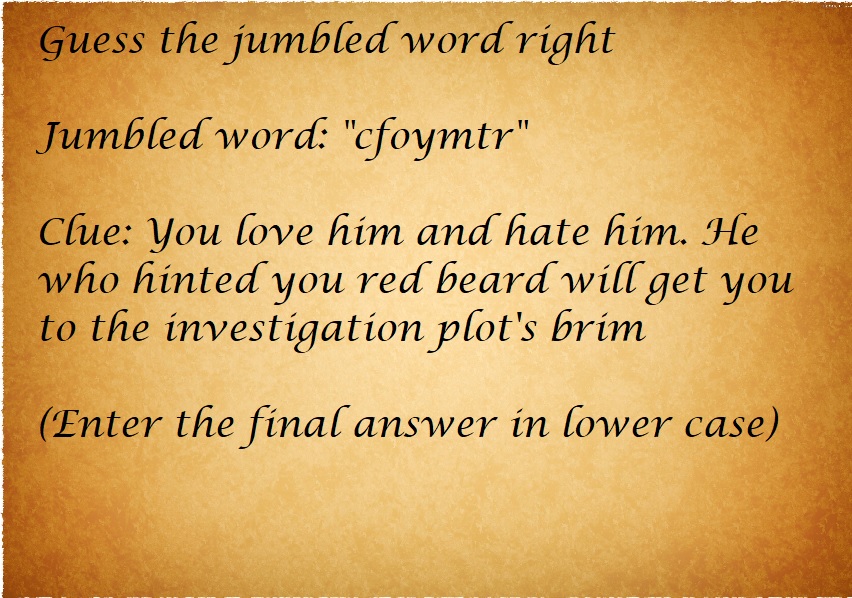 Guess the jumbled word right
Jumbled word: "cfoymtr"
Clue: You love him and hate him. He
who hinted you red beard will get you
to the investigation plot's brim
(Enter the final answer in lower case)